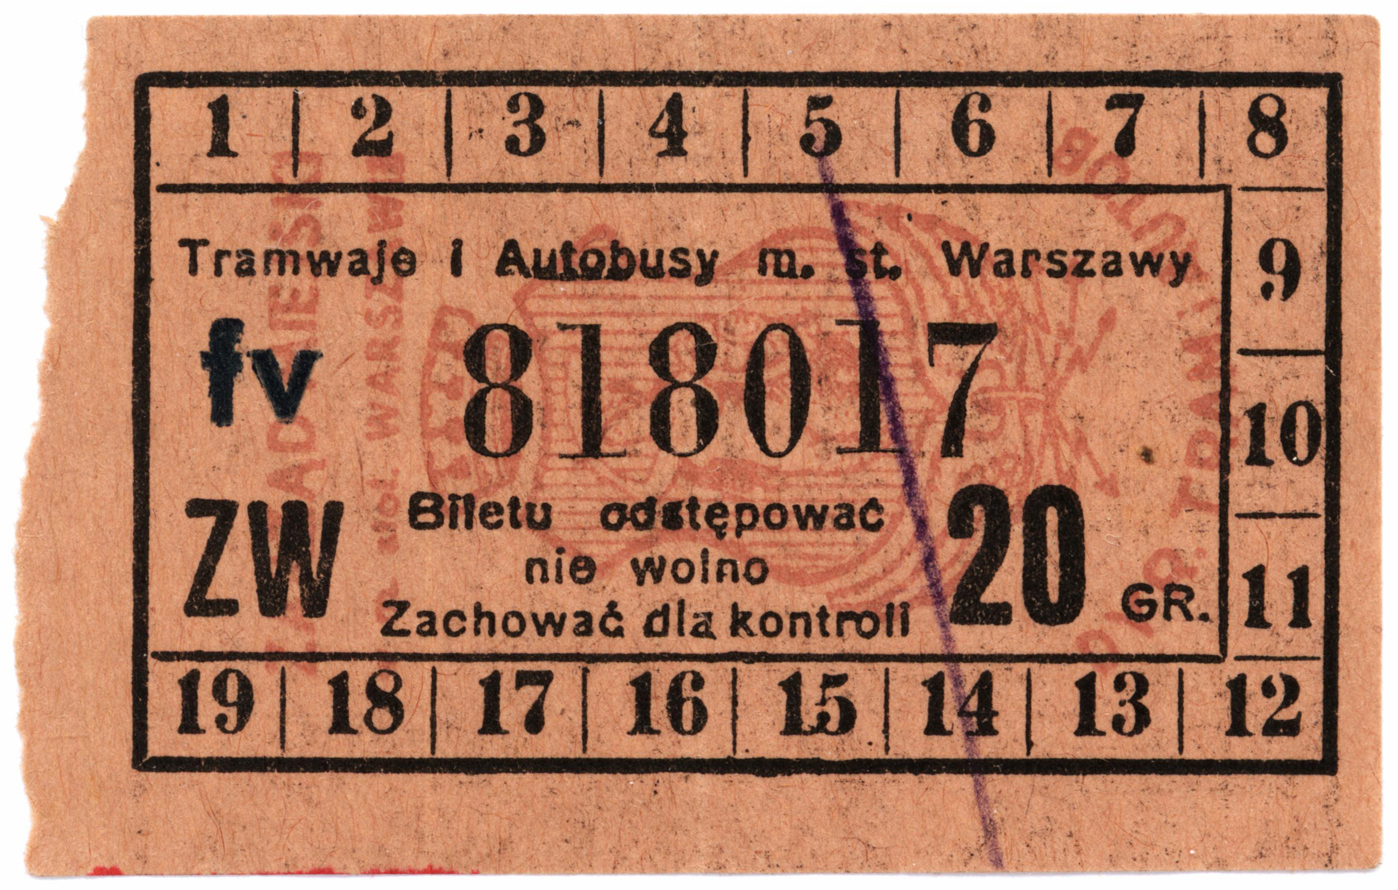 1 2 3 4 5 6 7 8
Tramwaje i Autobusy m. st. Warszawy
9
fv 818017
10
ZW Biletu odstępować 20 GR.
nie wolno
Zachować dla kontroli
11
19 18 17 16 15 14 13 12